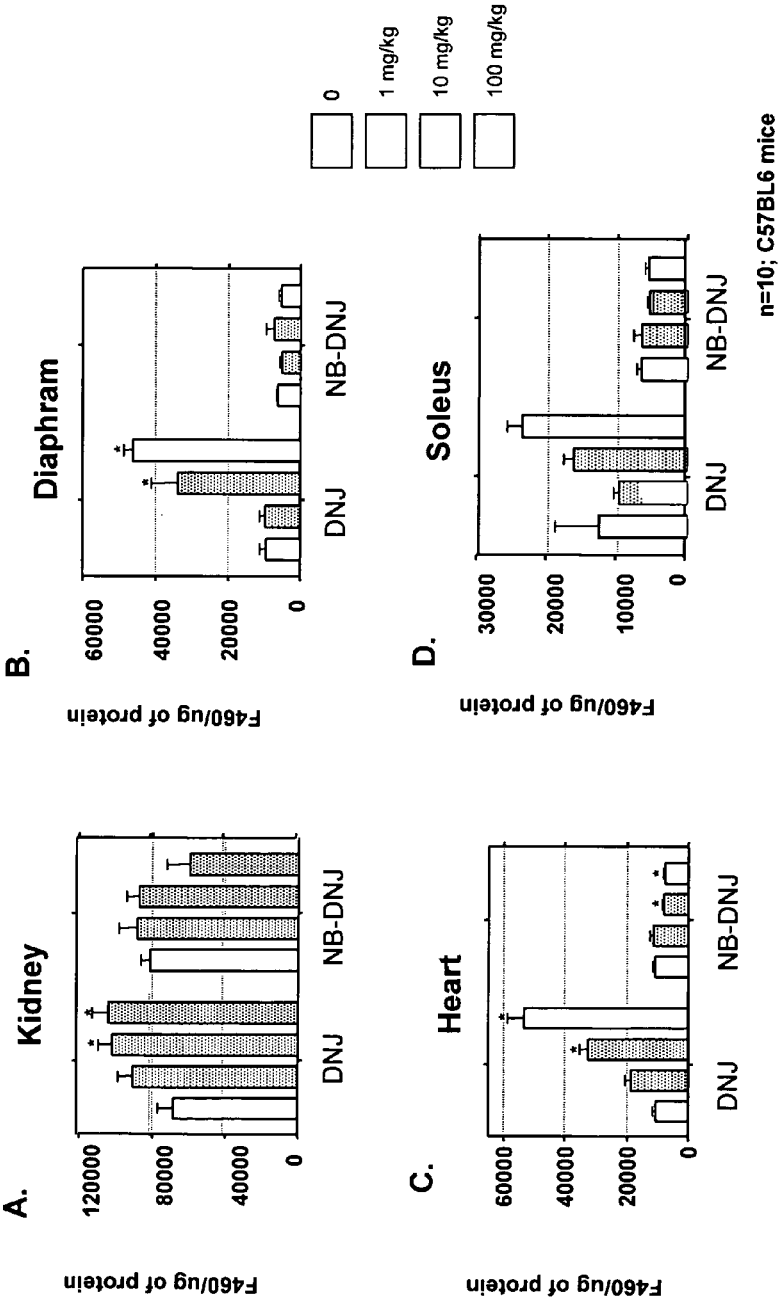 A.
Kidney
F460/ug of protein
120000
80000
40000
0
*
*
DNJ
NB-DNJ
B.
Diaphram
F460/ug of protein
60000
40000
20000
0
*
*
DNJ
NB-DNJ
C.
Heart
F460/ug of protein
60000
40000
20000
0
*
*
*
*
DNJ
NB-DNJ
D.
Soleus
F460/ug of protein
30000
20000
10000
0
DNJ
NB-DNJ
0
1 mg/kg
10 mg/kg
100 mg/kg
n=10; C57BL6 mice